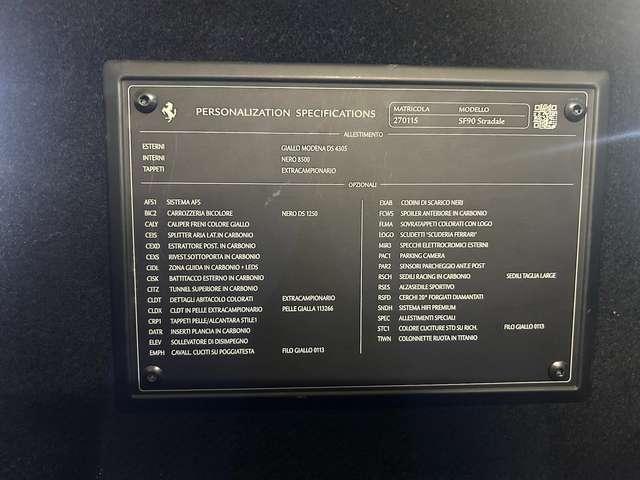 PERSONALIZATION SPECIFICATIONS
MATRICOLA MODELLO
270115 SF90 Stradale
ALLESTIMENTO
ESTERNI GIALLO MODENA DS 4305
INTERNI NERO 8500
TAPPETI EXTRACAMPIONARIO
OPZIONALI
AFS1 SISTEMA AFS
BIC2 CARROZZERIA BICOLORE NERO DS 1250
CALY CALIPER FRENI COLORE GIALLO
CEIS SPLITTER ARIA LAT.IN CARBONIO
CEXD ESTRATTORE POST. IN CARBONIO
CEXS RIVEST.SOTTOPORTA IN CARBONIO
CIDL ZONA GUIDA IN CARBONIO + LEDS
CISK BATTITACCO ESTERNO IN CARBONIO
CITZ TUNNEL SUPERIORE IN CARBONIO
CLDT DETTAGLI ABITACOLO COLORATI EXTRACAMPIONARIO
CLDX CLDT IN PELLE EXTRACAMPIONARIO PELLE GIALLA 113266
CRP1 TAPPETI PELLE/ALCANTARA STILE1
DATR INSERTI PLANCIA IN CARBONIO
ELEV SOLLEVATOR DI DISIMPEGNO
EMPH CAVALL. CUCITI SU POGGIATESTA FILO GIALLO 0113
EXAB CODINI DI SCARICO NERI
FCWS SPOILER ANTERIORE IN CARBONIO
FLMA SOVRATAPPETI COLORATI CON LOGO
LOGO SCUDETTI "SCUDERIA FERRARI"
MIR3 SPECCHI ELETTROCROMICI ESTERNI
PAC1 PARKING CAMERA
PAR2 SENSORI PARCHEGGIO ANT.E POST
RSCH SEDILI RACING IN CARBONIO SEDILI TAGLIA LARGE
RSES ALZASEDILE SPORTIVO
RSFD CERCHI 20" FORGIATI DIAMANTATI
SNDH SISTEMA HIFI PREMIUM
SPEC ALLESTIMENTI SPECIALI
STC1 COLORE CUCITURE STD SU RICH. FILO GIALLO 0113
TIWN COLONNETTE RUOTA IN TITANIO